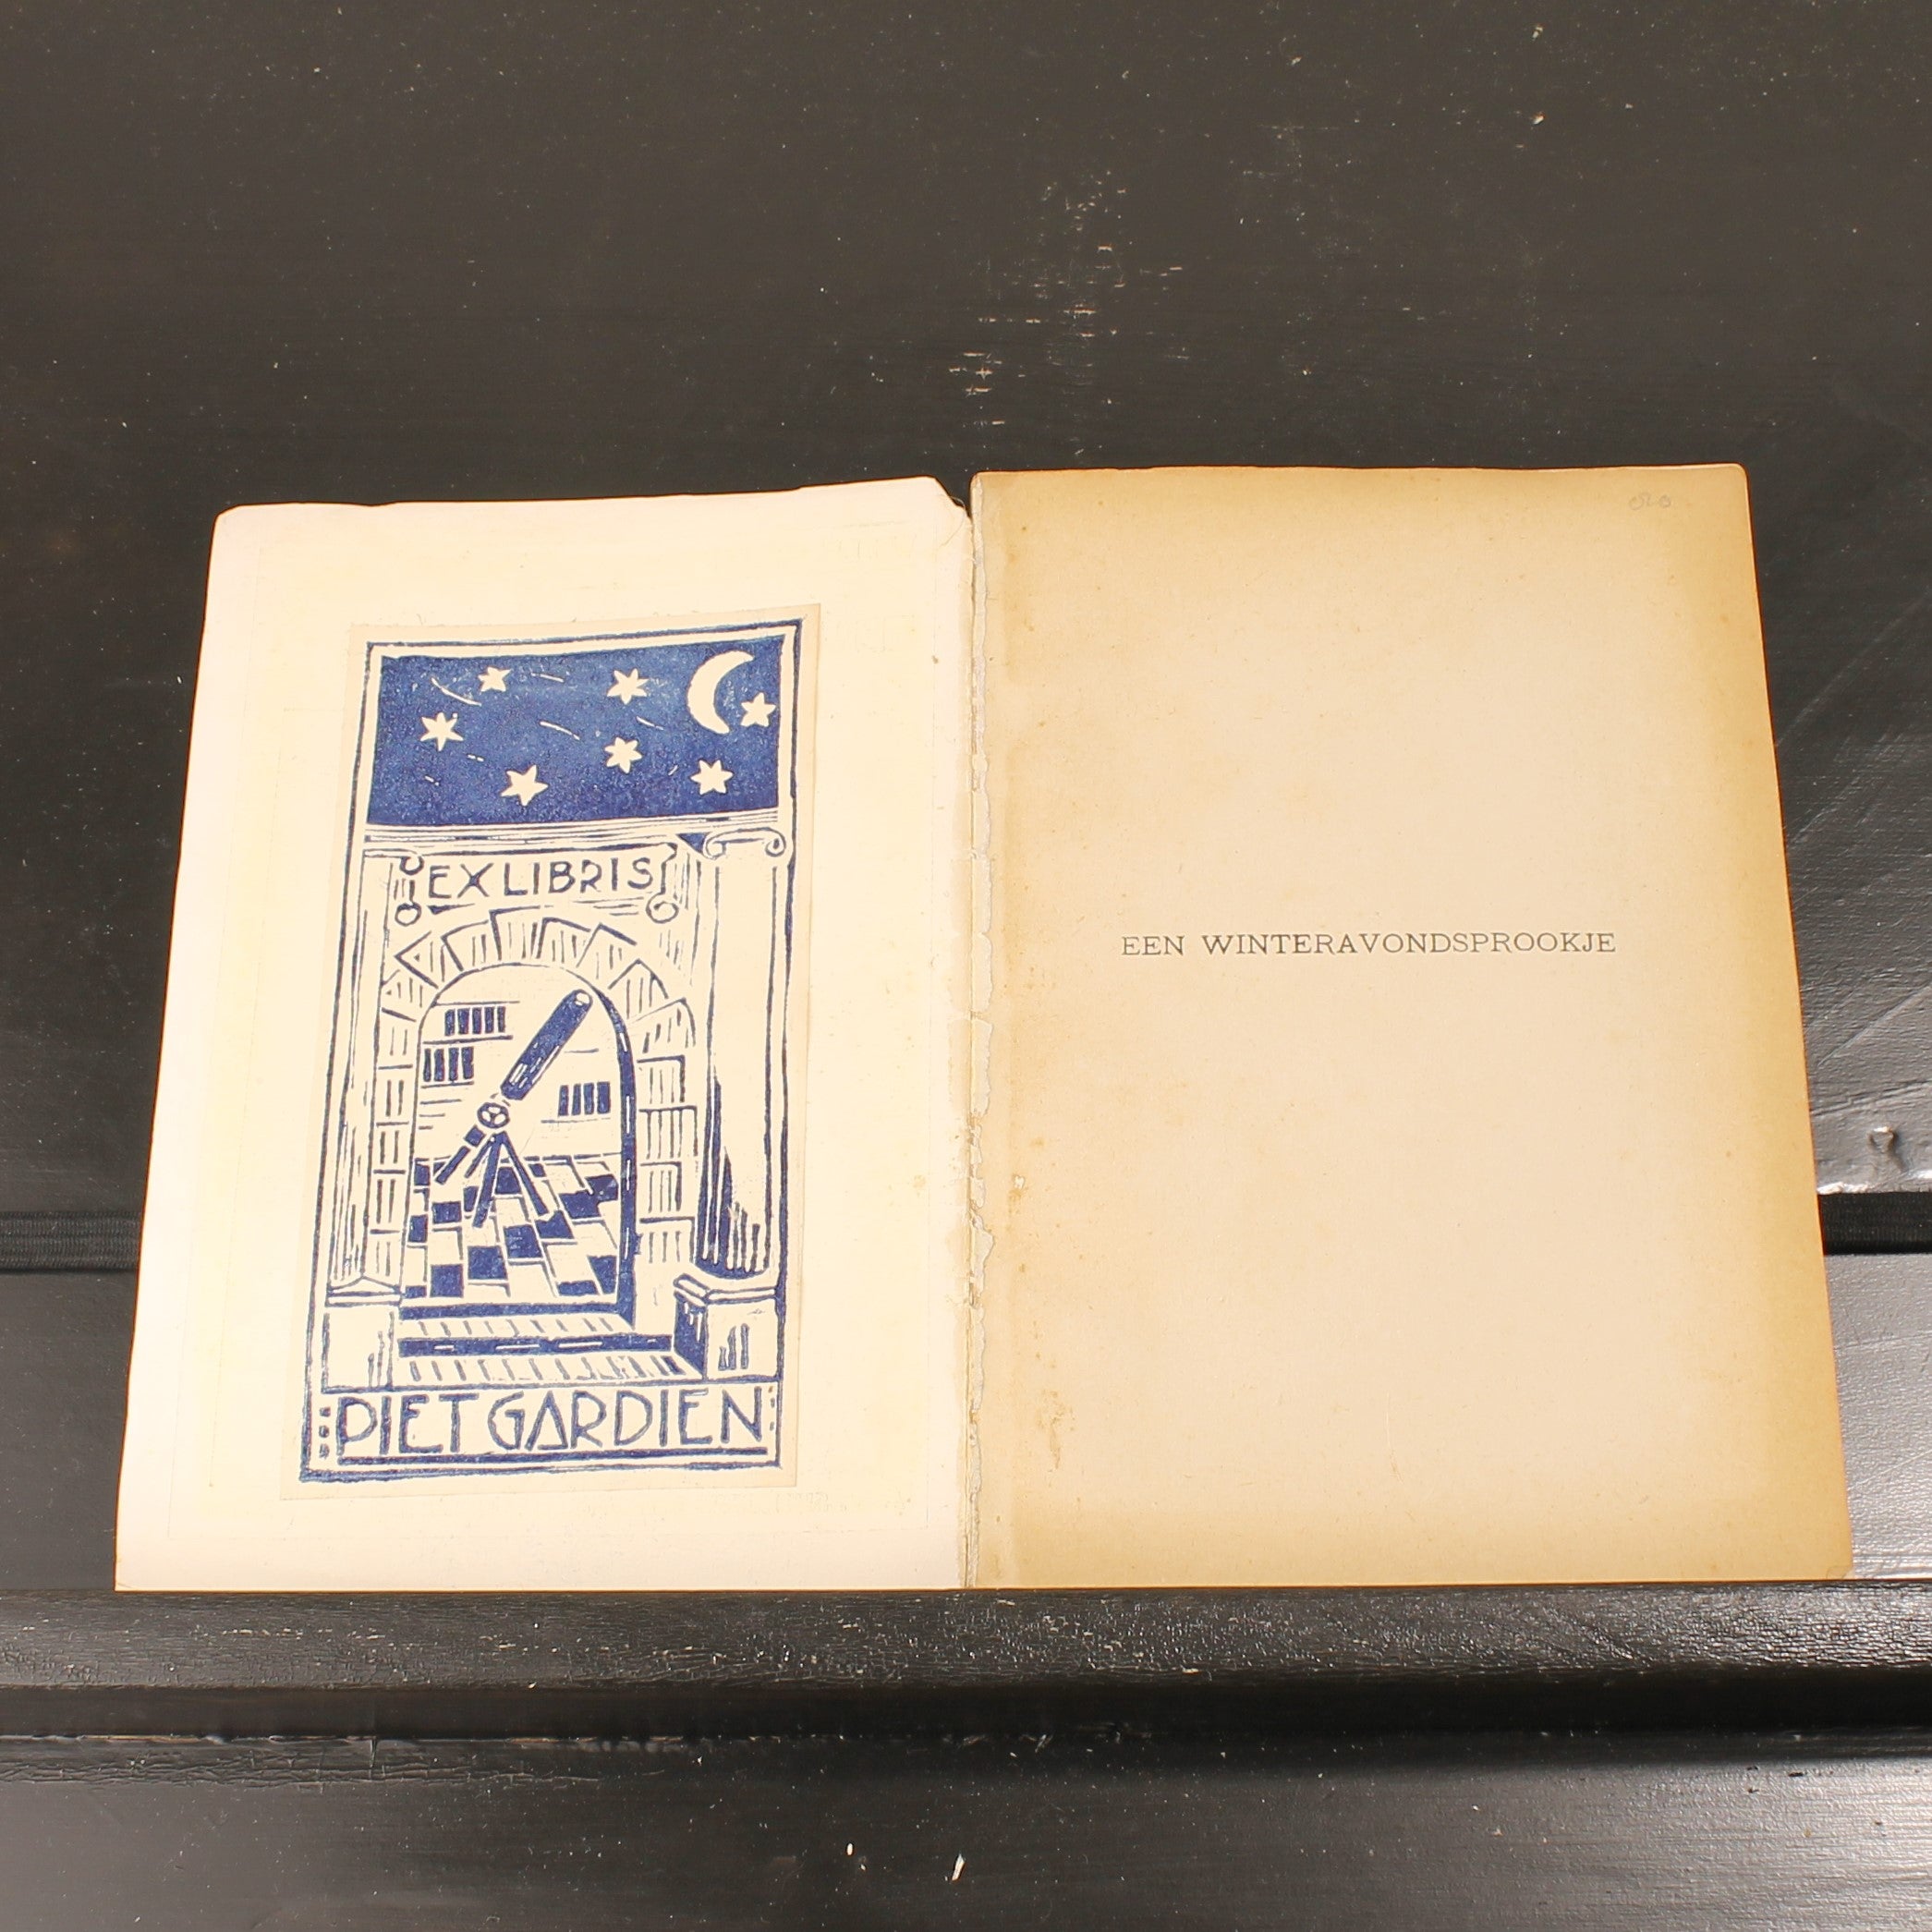 EX LIBRIS
PIET GARDIEN
EEN WINTERAVONDSPROOKJE